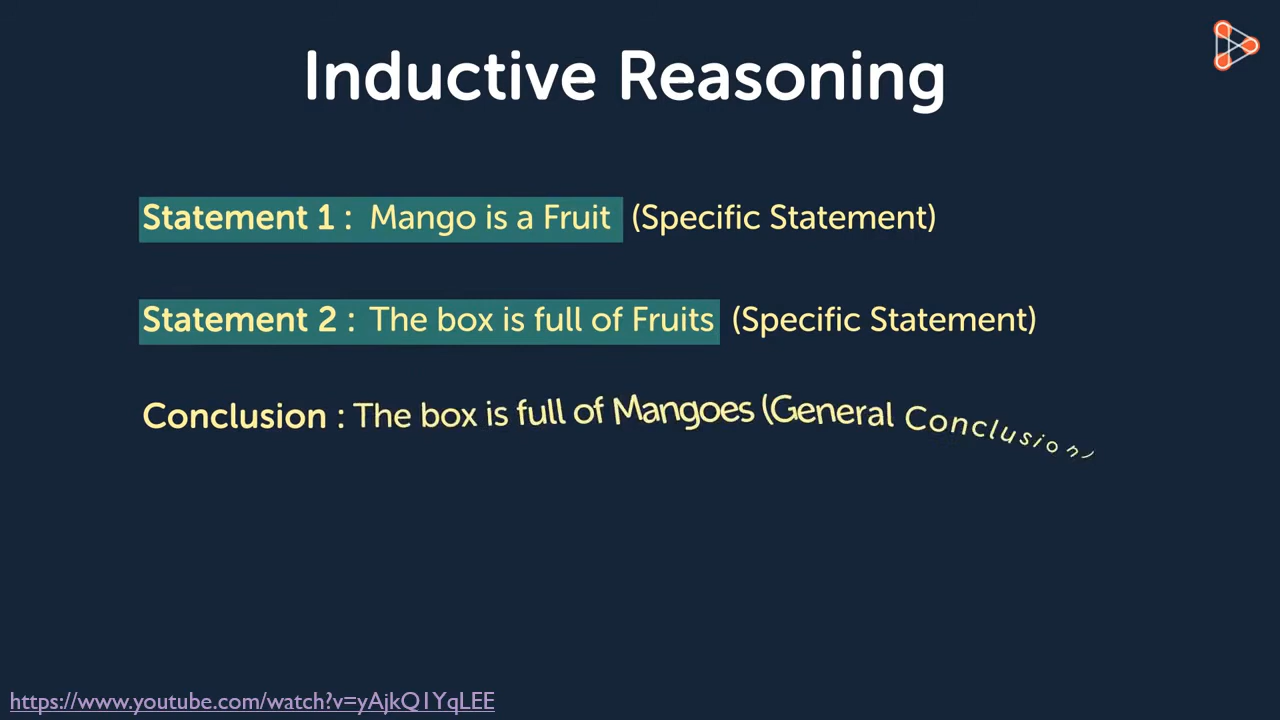 Inductive Reasoning
Statement 1 : Mango is a Fruit (Specific Statement)
Statement 2 : The box is full of Fruits (Specific Statement)
Conclusion : The box is full of Mangoes (General Conclusion)
https://www.youtube.com/watch?v=yAjkQ1YqLEE